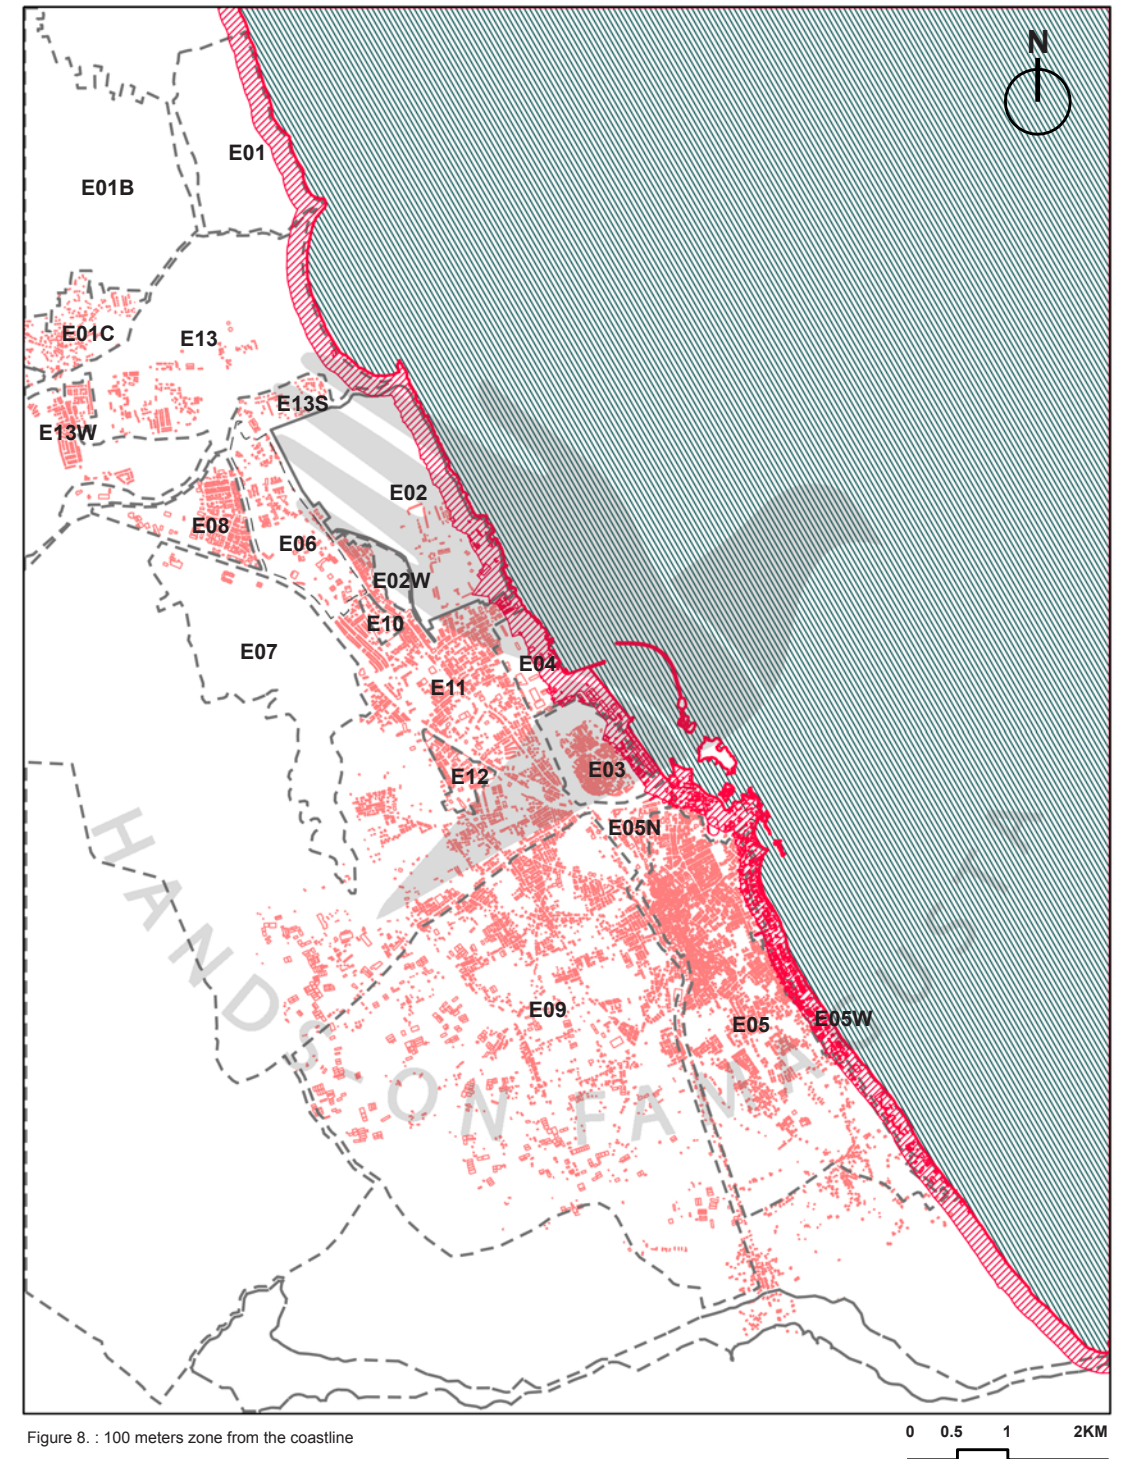 N
E01
E01B
E01C
E13
E13S
E13W
E02
E08
E06
E02W
E10
E07
E04
E11
E03
E12
E05N
E09
E05
E05W
HANDS-ON FAMAGUSTA
Figure 8. : 100 meters zone from the coastline
0 0.5 1 2KM